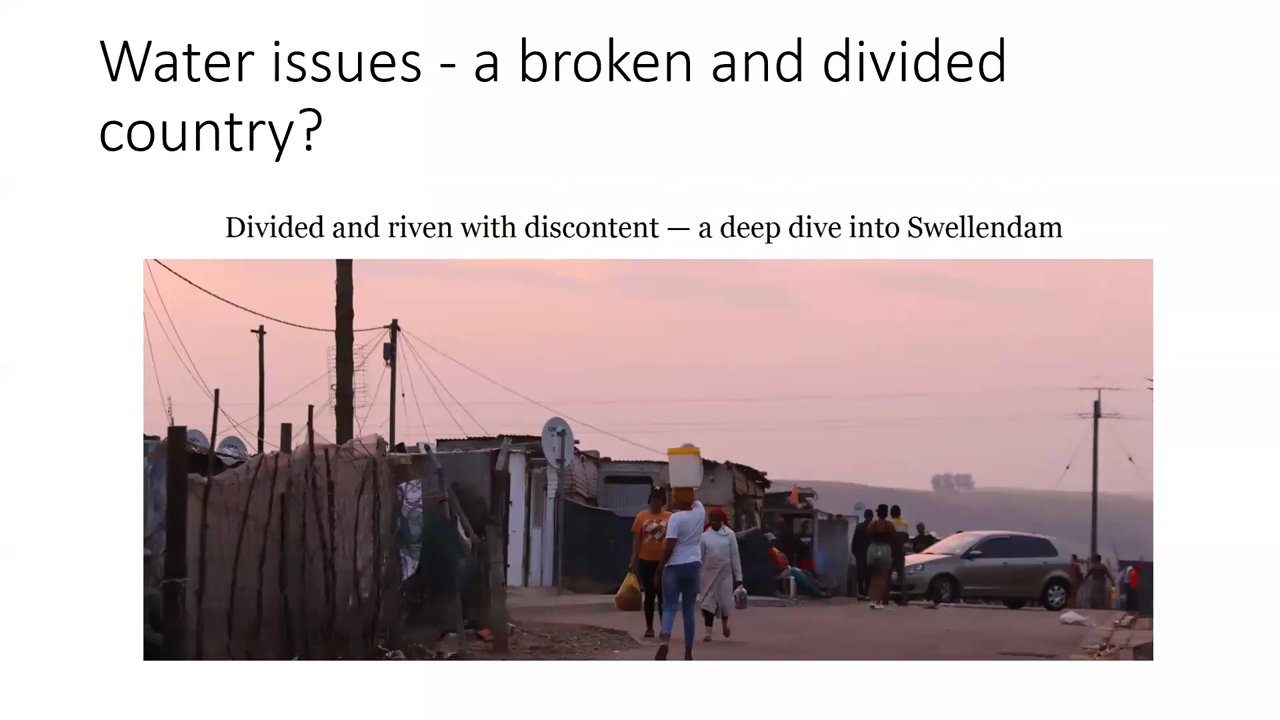 Water issues - a broken and divided
country?
Divided and riven with discontent — a deep dive into Swellendam